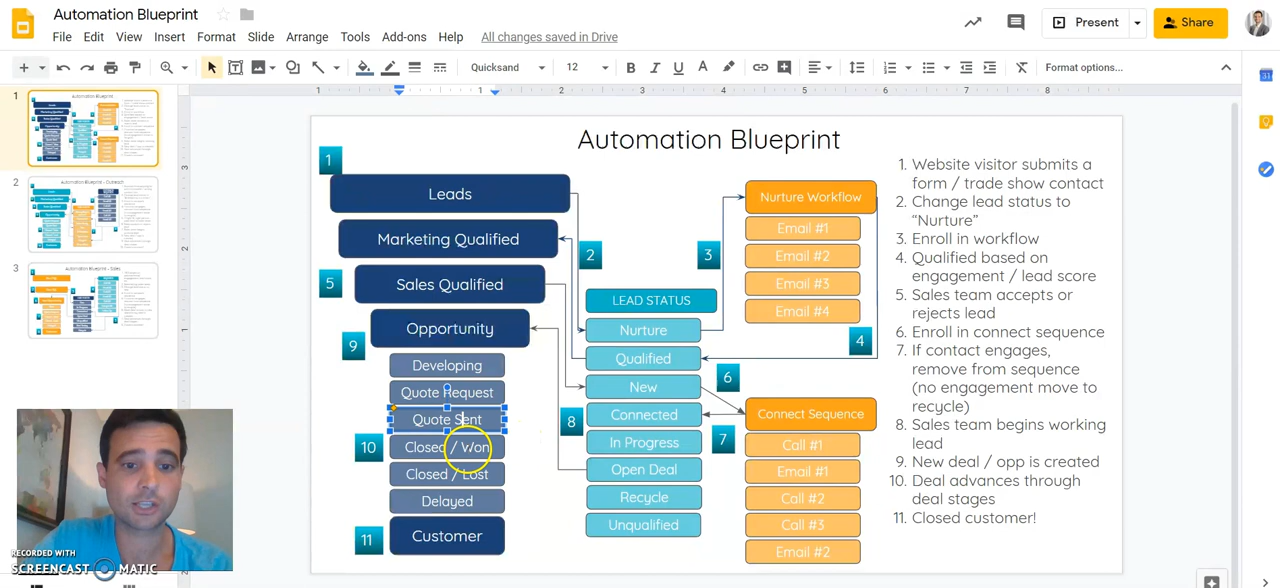 Automation Blueprint
File Edit View Insert Format Slide Arrange Tools Add-ons Help All changes saved in Drive
Present
Share
Quicksand
12
Format options...
Automation Blueprint
1
Leads
Marketing Qualified
5
Sales Qualified
Opportunity
9
Developing
Quote Request
Quote Sent
10
Closed / Won
Closed / Lost
Delayed
11
Customer
2
LEAD STATUS
Nurture
Qualified
New
8
Connected
In Progress
Open Deal
Recycle
Unqualified
3
Nurture Workflow
Email #1
Email #2
Email #3
Email #4
4
6
7
Connect Sequence
Call #1
Email #1
Call #2
Call #3
Email #2
1. Website visitor submits a
form / trade show contact
2. Change lead status to
“Nurture”
3. Enroll in workflow
4. Qualified based on
engagement / lead score
5. Sales team accepts or
rejects lead
6. Enroll in connect sequence
7. If contact engages,
remove from sequence
(no engagement move to
recycle)
8. Sales team begins working
lead
9. New deal / opp is created
10. Deal advances through
deal stages
11. Closed customer!
RECORDED WITH
SCREENCAST MATIC